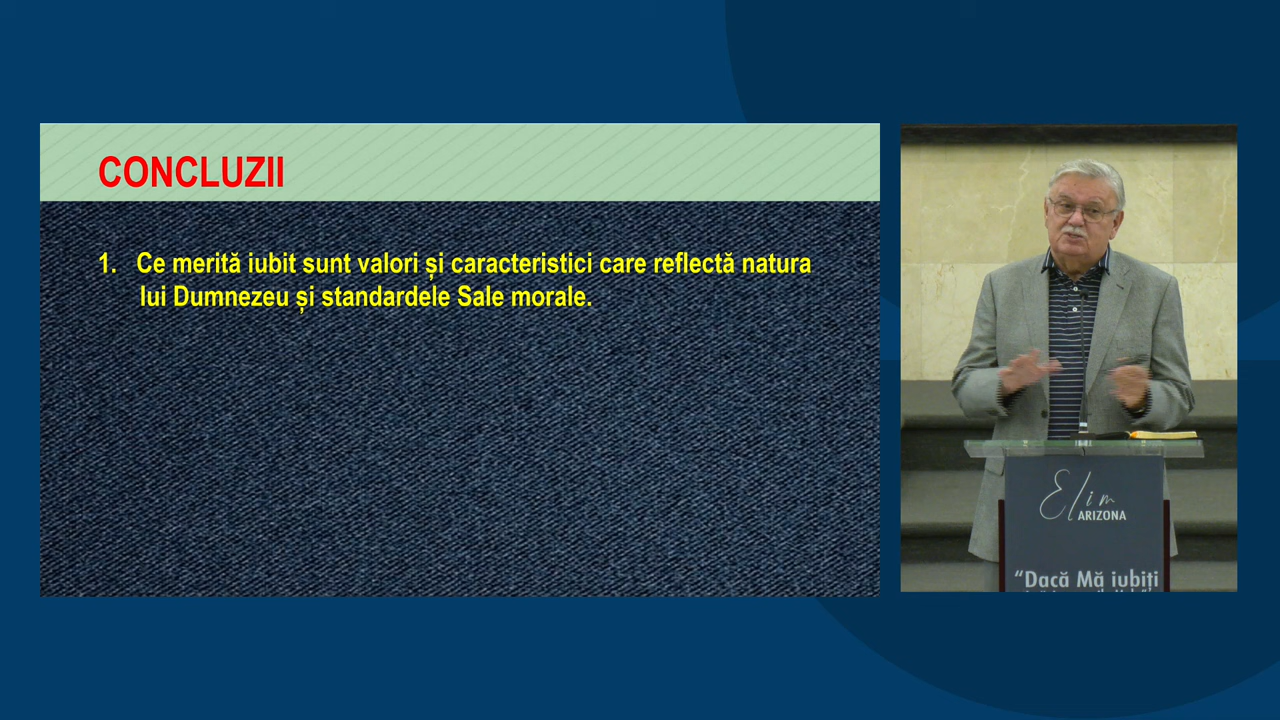 CONCLUZII
1. Ce merită iubit sunt valori și caracteristici care reflectă natura
lui Dumnezeu și standardele Sale morale.
Elim
ARIZONA
“Dacă Mă iubiți